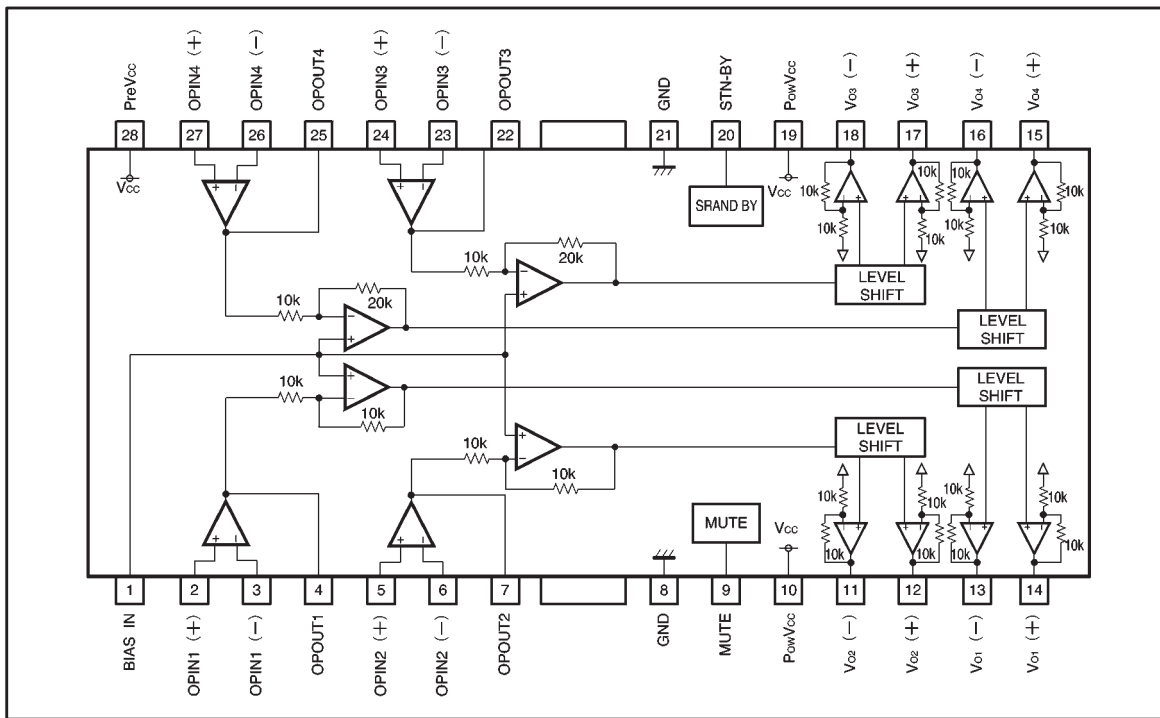 PreVcc
OPIN4 (+)
OPIN4 (−)
OPOUT4
OPIN3 (+)
OPIN3 (−)
OPOUT3
GND
STN-BY
PowVcc
Vo3 (−)
Vo3 (+)
Vo4 (−)
Vo4 (+)
28 27 26 25 24 23 22 21 20 19 18 17 16 15
Vcc
+ −
+ −
SRAND BY
Vcc
10k
10k
10k
10k
10k
10k
10k
10k
10k
−
+
20k
LEVEL
SHIFT
10k
−
+
20k
LEVEL
SHIFT
10k
+
−
10k
LEVEL
SHIFT
10k
+
−
10k
LEVEL
SHIFT
+ −
+ −
MUTE
Vcc
10k
10k
10k
10k
10k
10k
10k
10k
1 2 3 4 5 6 7 8 9 10 11 12 13 14
BIAS IN
OPIN1 (+)
OPIN1 (−)
OPOUT1
OPIN2 (+)
OPIN2 (−)
OPOUT2
GND
MUTE
PowVcc
Vo2 (−)
Vo2 (+)
Vo1 (−)
Vo1 (+)